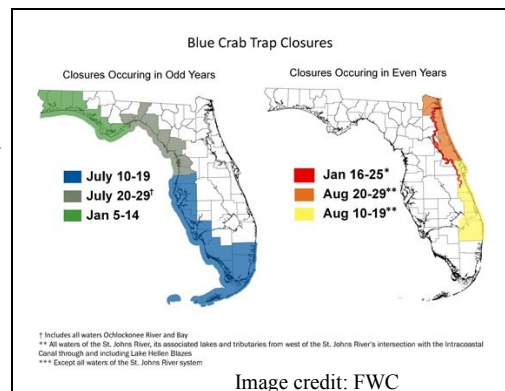 Blue Crab Trap Closures
Closures Occuring in Odd Years
Closures Occuring in Even Years
July 10-19
July 20-29†
Jan 5-14
Jan 16-25*
Aug 20-29**
Aug 10-19**
† Includes all waters Ochlockonee River and Bay
** All waters of the St. Johns River, its associated lakes and tributaries from west of the St. Johns River's intersection with the Intracoastal
Canal through and including Lake Hellen Blazes
*** Except all waters of the St. Johns River system
Image credit: FWC